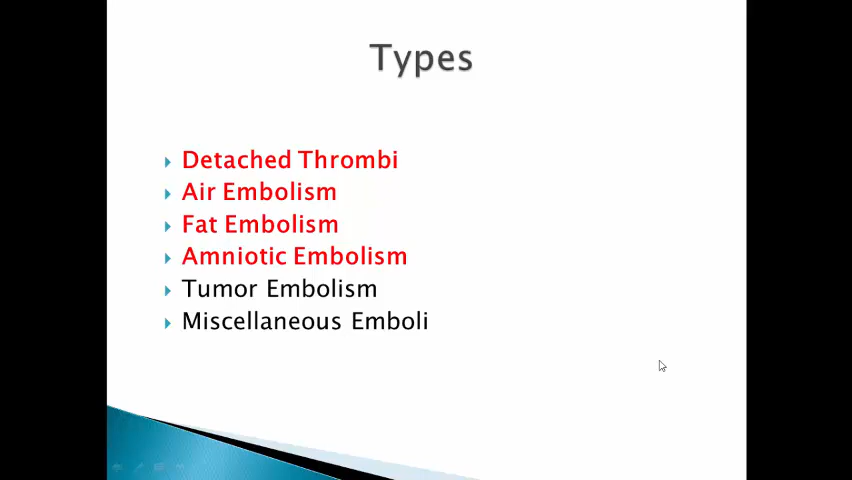 Types
Detached Thrombi
Air Embolism
Fat Embolism
Amniotic Embolism
Tumor Embolism
Miscellaneous Emboli